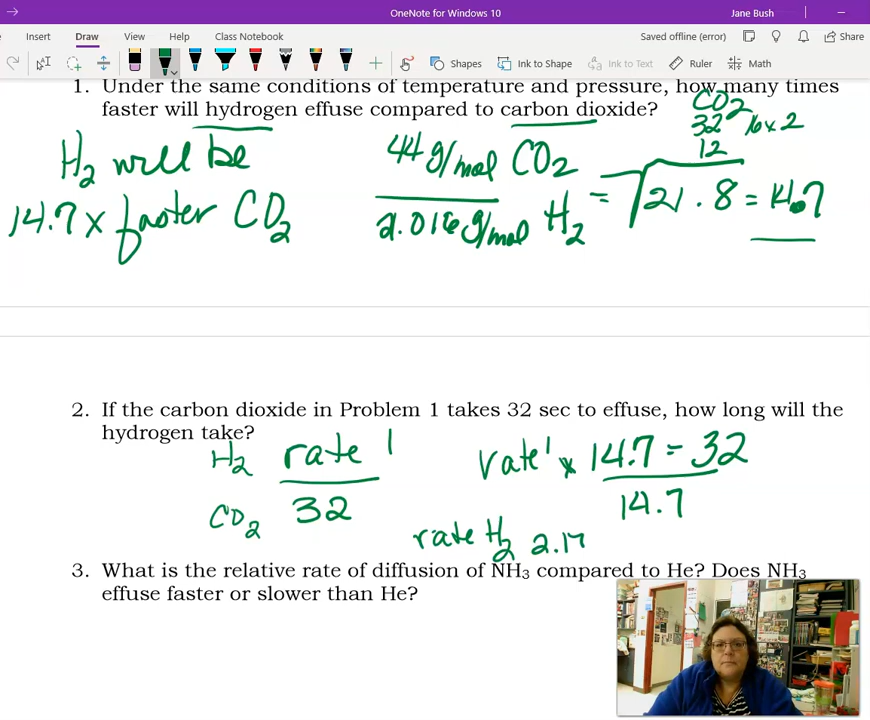 OneNote for Windows 10
Jane Bush
Insert Draw View Help Class Notebook Saved offline (error) Share
Shapes Ink to Shape Ink to Text Ruler Math
1. Under the same conditions of temperature and pressure, how many times
faster will hydrogen effuse compared to carbon dioxide?
CO2
32 16 x 2
12
H2 will be
14.7 x faster CO2
44 g/mol CO2
2.016 g/mol H2
= √21.8 = 14.7
2. If the carbon dioxide in Problem 1 takes 32 sec to effuse, how long will the
hydrogen take?
H2 rate 1
CO2 32
rate 1 x 14.7 = 32
14.7
rate H2 2.17
3. What is the relative rate of diffusion of NH3 compared to He? Does NH3
effuse faster or slower than He?